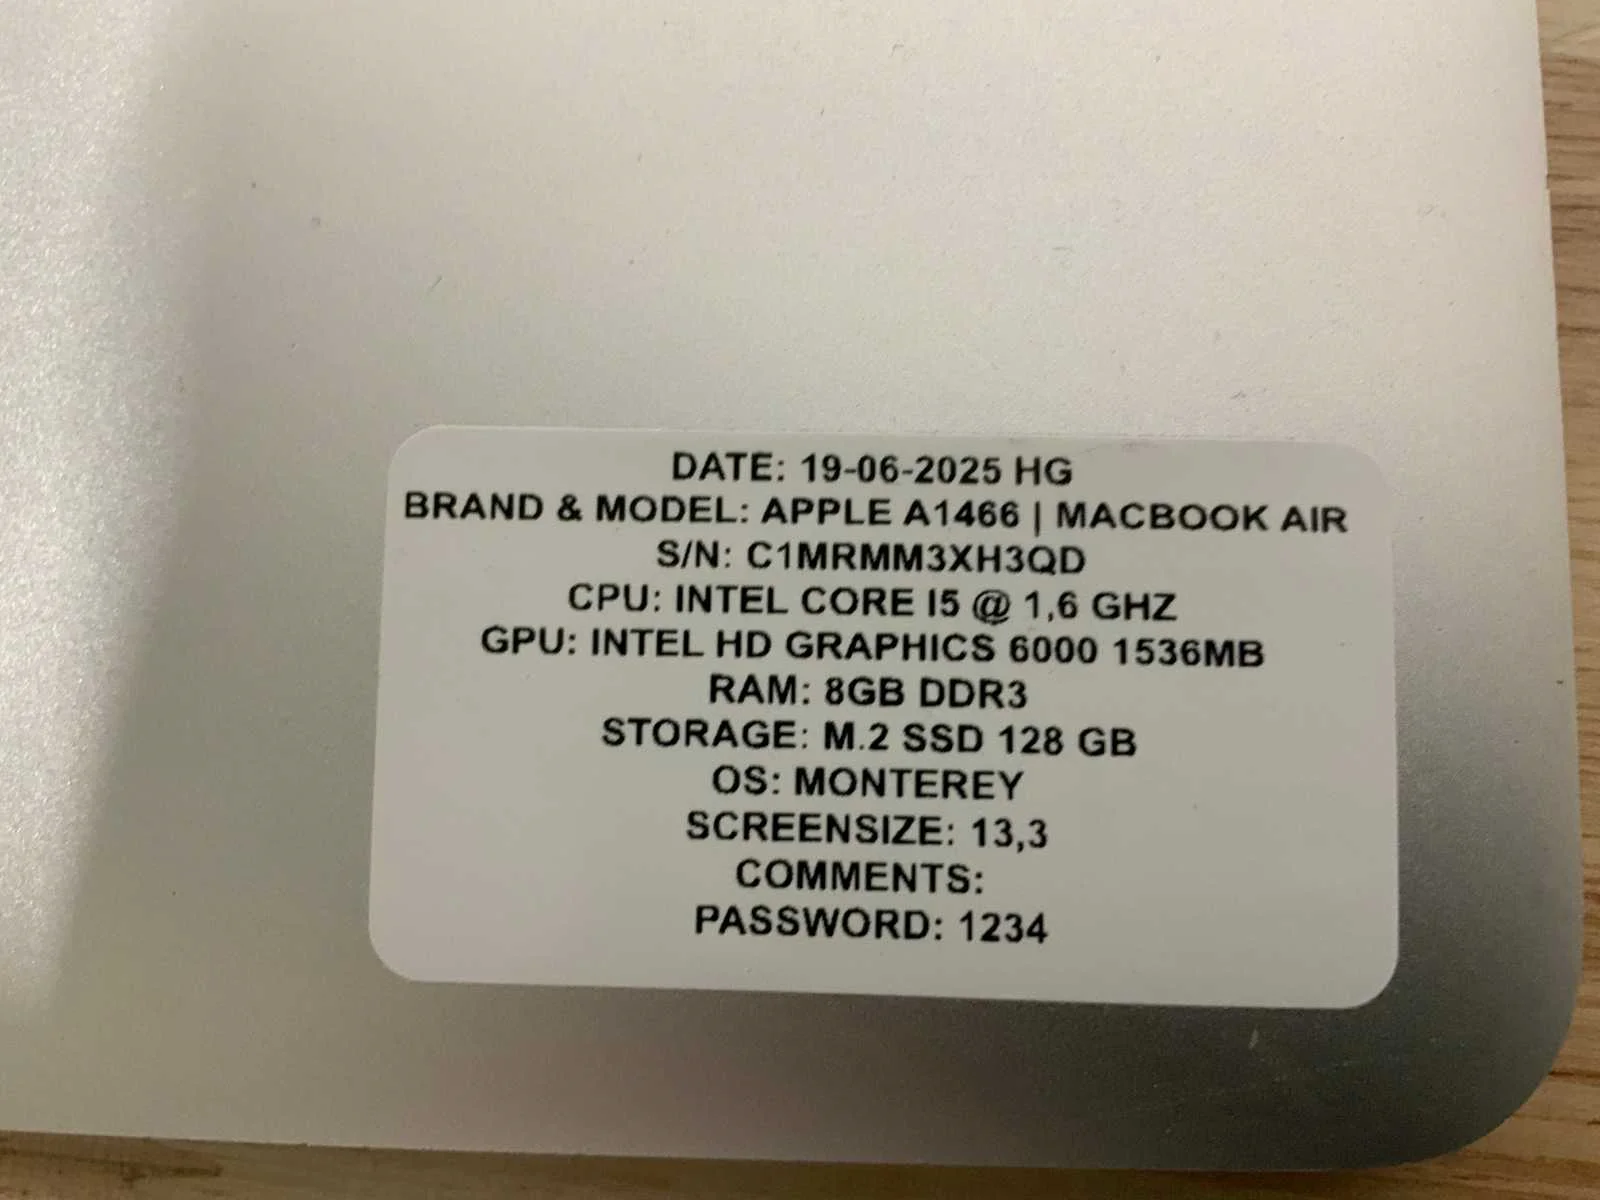 DATE: 19-06-2025 HG
BRAND & MODEL: APPLE A1466 | MACBOOK AIR
S/N: C1MRMM3XH3QD
CPU: INTEL CORE I5 @ 1,6 GHZ
GPU: INTEL HD GRAPHICS 6000 1536MB
RAM: 8GB DDR3
STORAGE: M.2 SSD 128 GB
OS: MONTEREY
SCREENSIZE: 13,3
COMMENTS:
PASSWORD: 1234